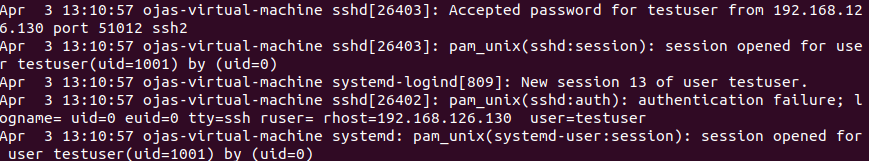 Apr  3 13:10:57 ojas-virtual-machine sshd[26403]: Accepted password for testuser from 192.168.12
6.130 port 51012 ssh2
Apr  3 13:10:57 ojas-virtual-machine sshd[26403]: pam_unix(sshd:session): session opened for use
r testuser(uid=1001) by (uid=0)
Apr  3 13:10:57 ojas-virtual-machine systemd-logind[809]: New session 13 of user testuser.
Apr  3 13:10:57 ojas-virtual-machine sshd[26402]: pam_unix(sshd:auth): authentication failure; l
ogname= uid=0 euid=0 tty=ssh ruser= rhost=192.168.126.130  user=testuser
Apr  3 13:10:57 ojas-virtual-machine systemd: pam_unix(systemd-user:session): session opened for
 user testuser(uid=1001) by (uid=0)